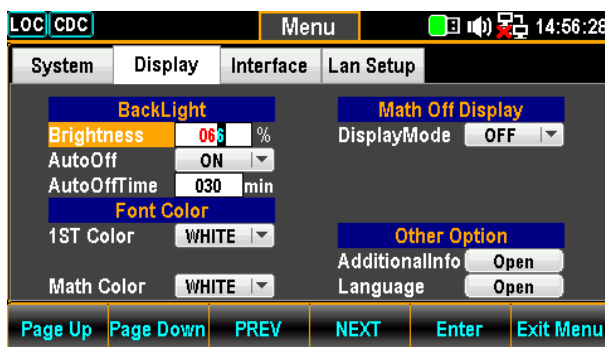 LOC CDC Menu 14:56:28
System Display Interface Lan Setup
BackLight Math Off Display
Brightness 066 % DisplayMode OFF
AutoOff ON
AutoOffTime 030 min
Font Color
1ST Color WHITE Other Option
AdditionalInfo Open
Math Color WHITE Language Open
Page Up Page Down PREV NEXT Enter Exit Menu